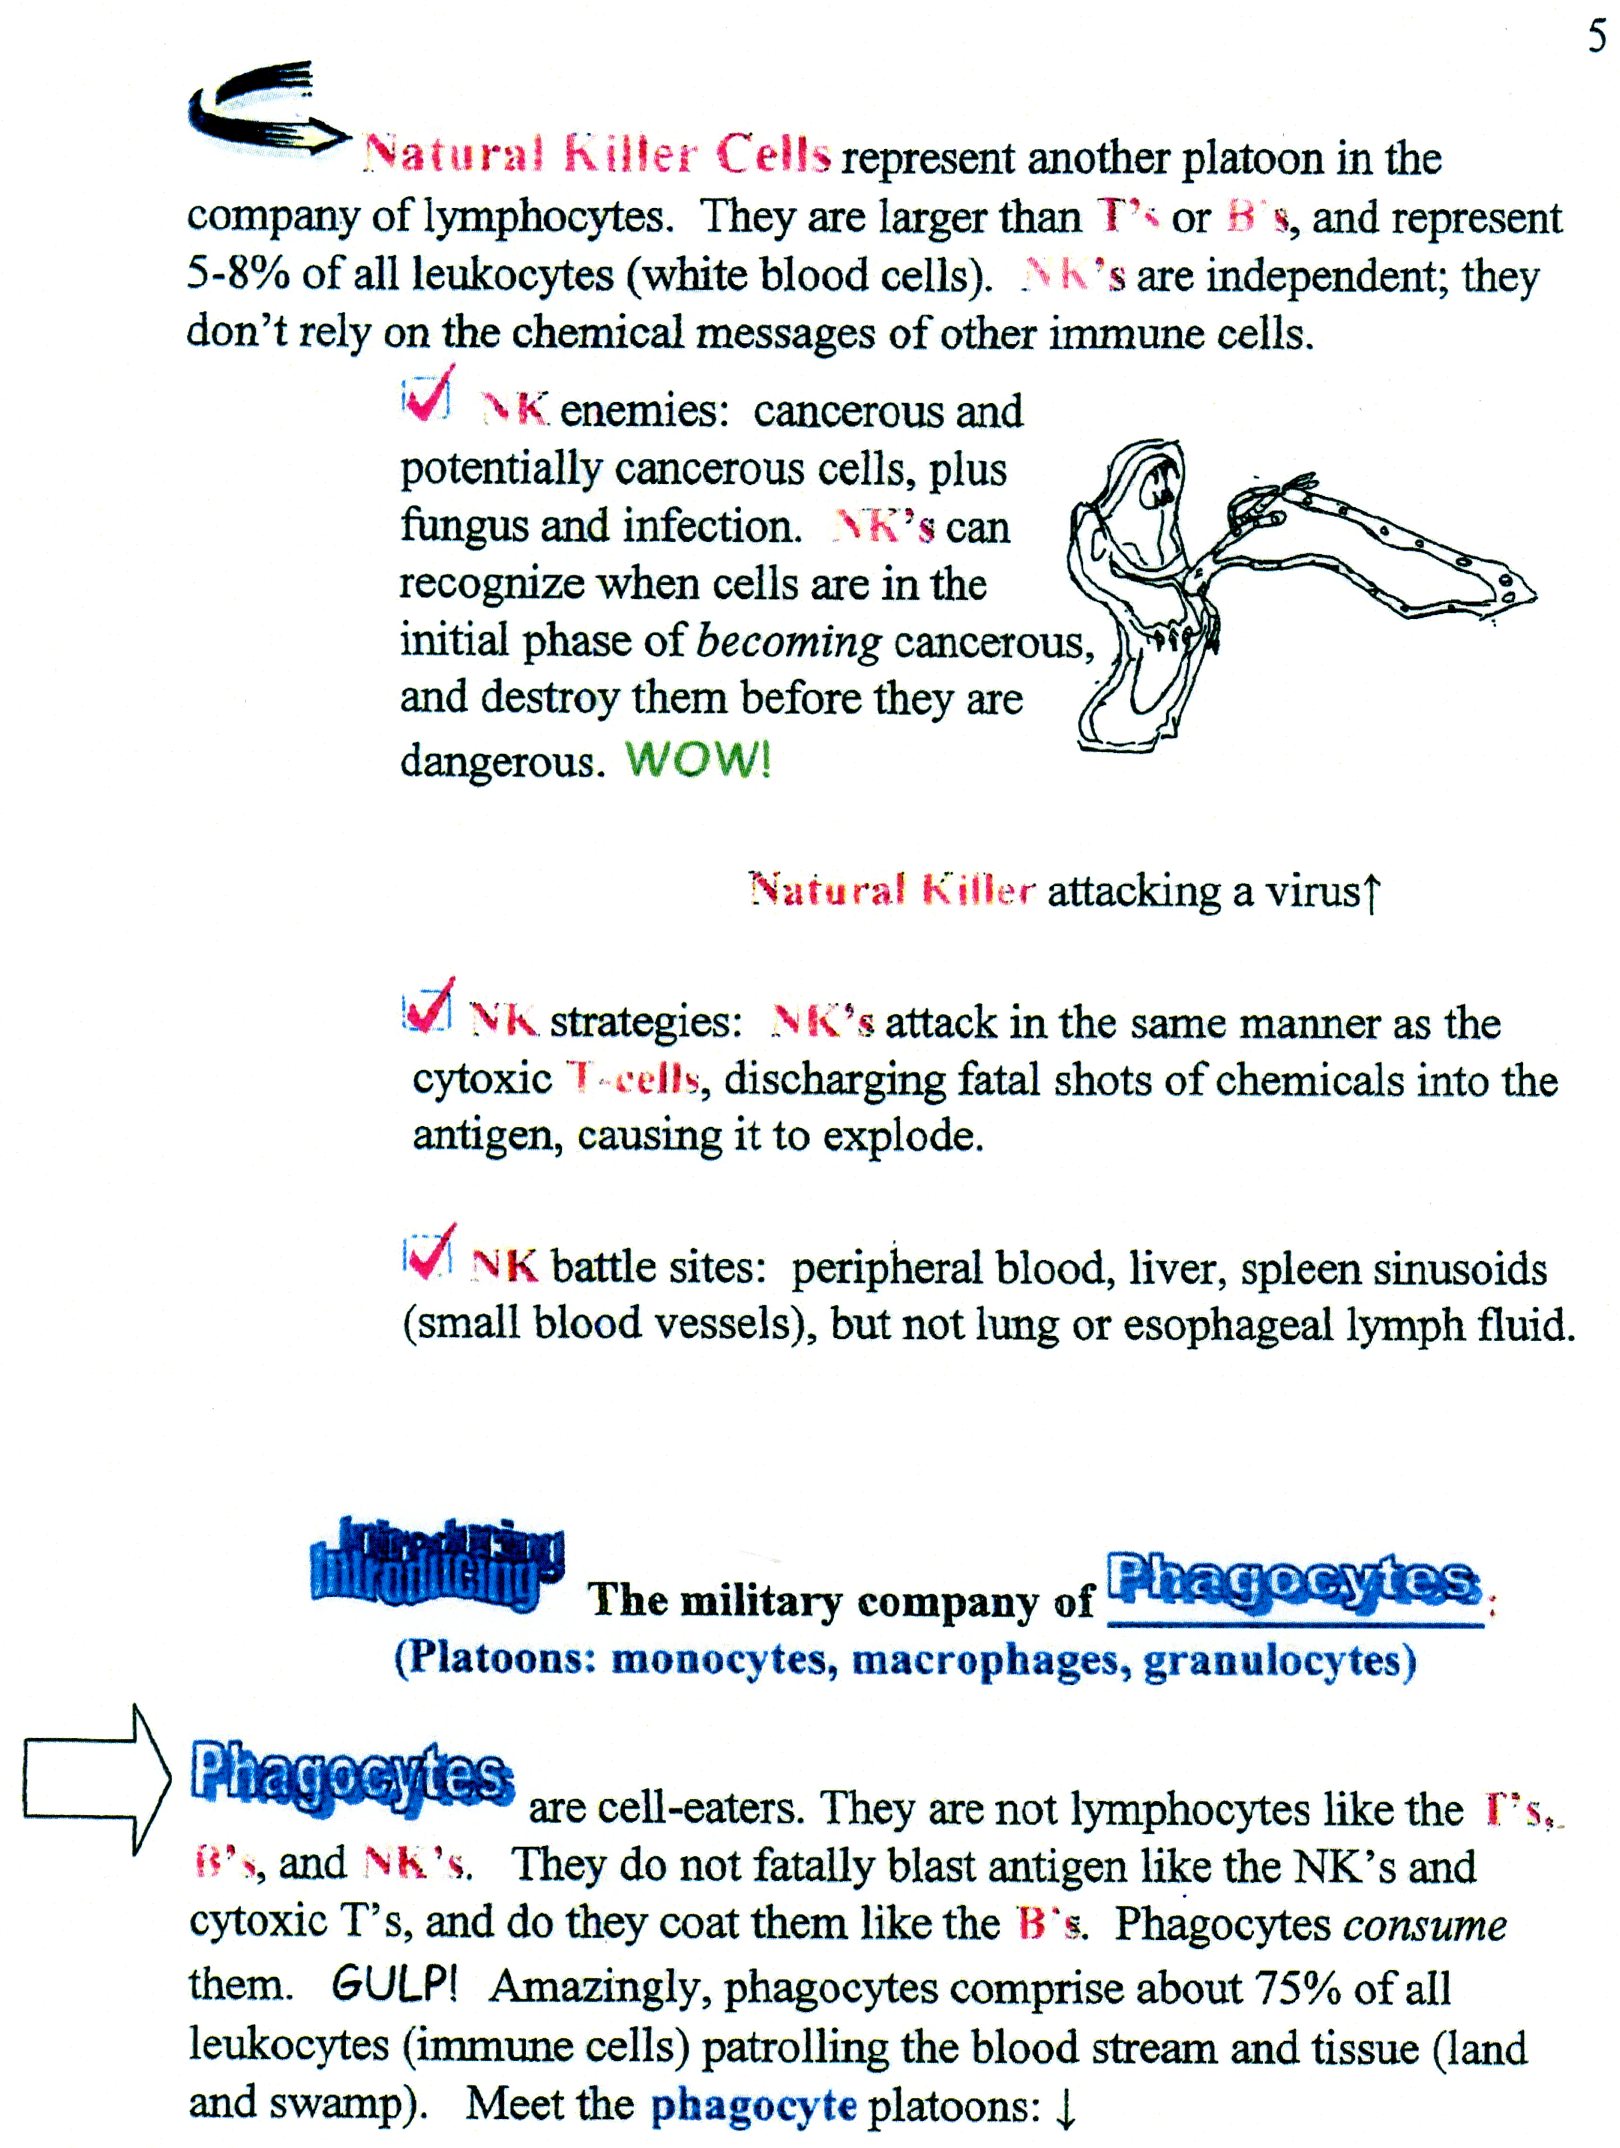 5
Natural Killer Cells represent another platoon in the
company of lymphocytes. They are larger than T's or B's, and represent
5-8% of all leukocytes (white blood cells). NK's are independent; they
don't rely on the chemical messages of other immune cells.
NK enemies: cancerous and
potentially cancerous cells, plus
fungus and infection. NK's can
recognize when cells are in the
initial phase of becoming cancerous,
and destroy them before they are
dangerous. WOW!
Natural Killer attacking a virus↑
NK strategies: NK's attack in the same manner as the
cytoxic T-cells, discharging fatal shots of chemicals into the
antigen, causing it to explode.
NK battle sites: peripheral blood, liver, spleen sinusoids
(small blood vessels), but not lung or esophageal lymph fluid.
Introducing The military company of Phagocytes:
(Platoons: monocytes, macrophages, granulocytes)
Phagocytes are cell-eaters. They are not lymphocytes like the T's,
B's, and NK's. They do not fatally blast antigen like the NK's and
cytoxic T's, and do they coat them like the B's. Phagocytes consume
them. GULP! Amazingly, phagocytes comprise about 75% of all
leukocytes (immune cells) patrolling the blood stream and tissue (land
and swamp). Meet the phagocyte platoons: ↓